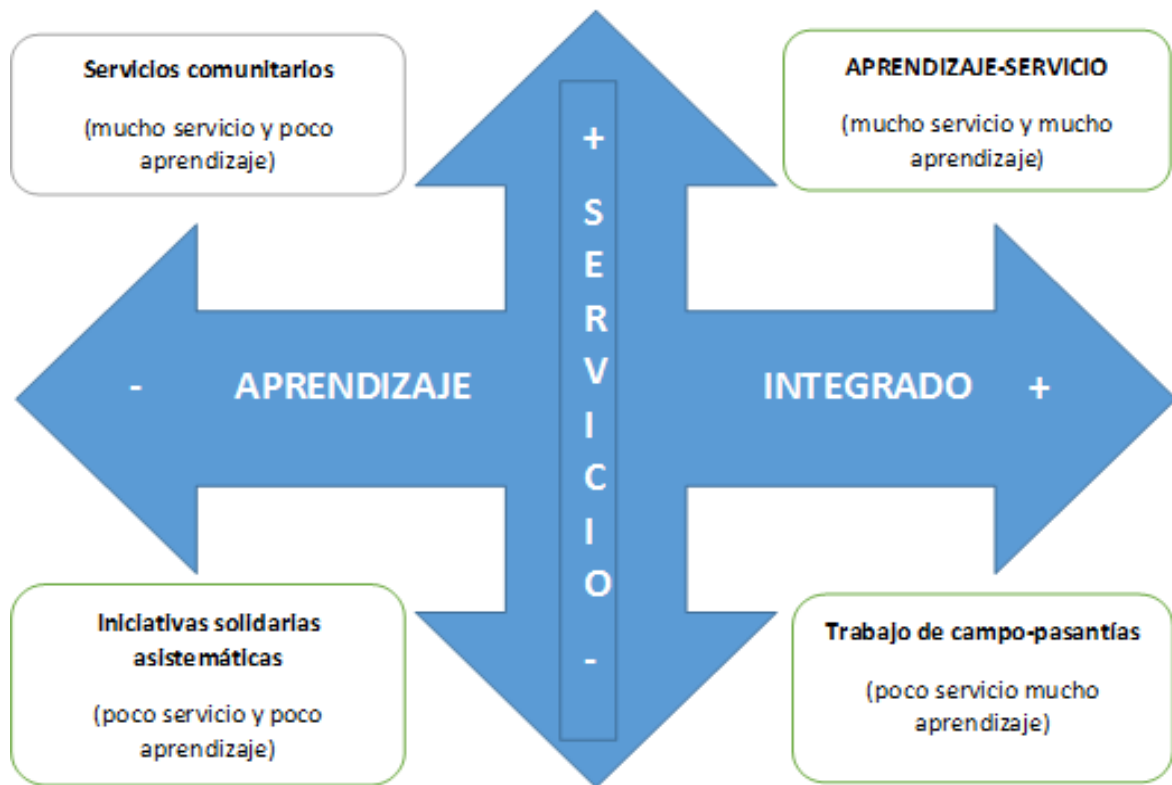 Servicios comunitarios
(mucho servicio y poco
aprendizaje)
APRENDIZAJE-SERVICIO
(mucho servicio y mucho
aprendizaje)
+ SERVICIO -
- APRENDIZAJE
INTEGRADO +
Iniciativas solidarias
asistemáticas
(poco servicio y poco
aprendizaje)
Trabajo de campo-pasantías
(poco servicio mucho
aprendizaje)